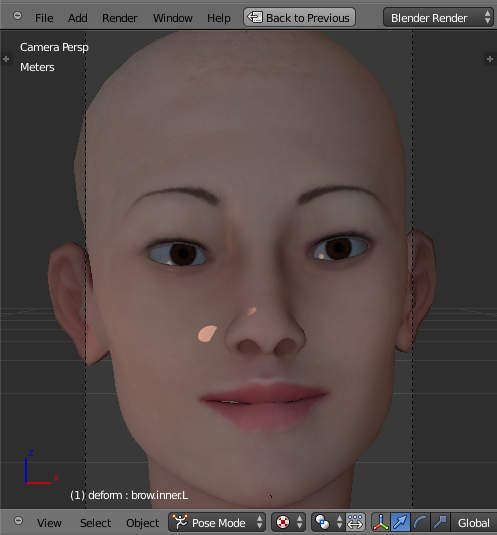 File Add Render Window Help Back to Previous Blender Render
Camera Persp
Meters
Z
X
(1) deform : brow.inner.L
View Select Object Pose Mode Global